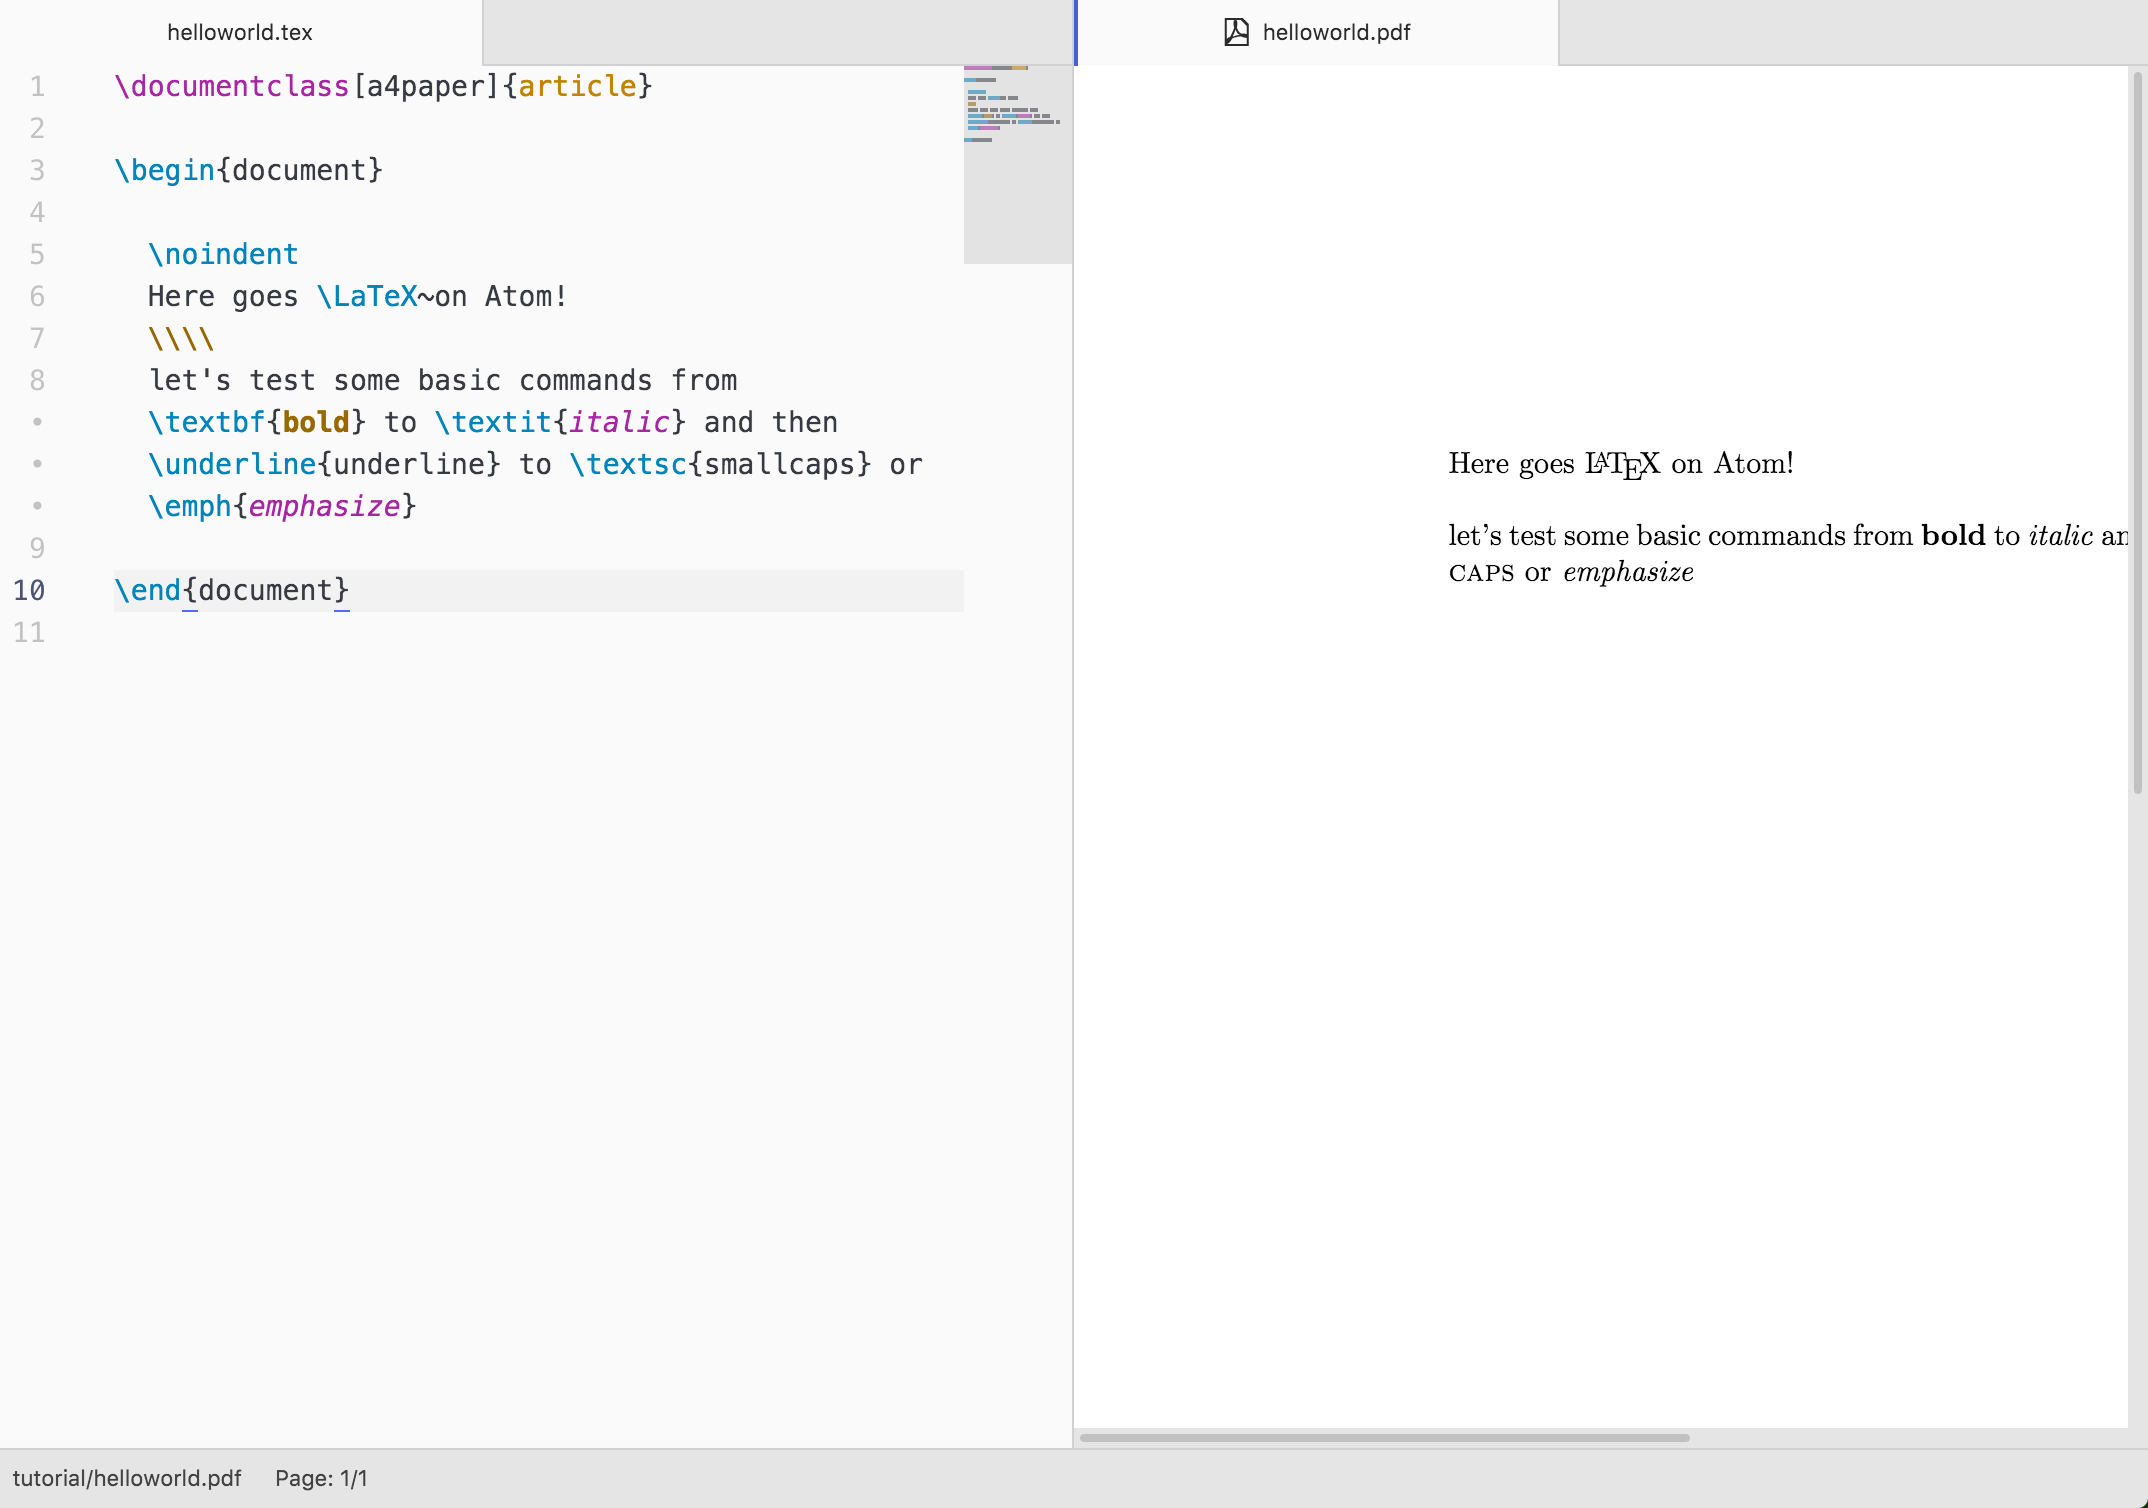 helloworld.tex
1 \documentclass[a4paper]{article}
2
3 \begin{document}
4
5 \noindent
6 Here goes \LaTeX~on Atom!
7 \\\\
8 let's test some basic commands from
• \textbf{bold} to \textit{italic} and then
• \underline{underline} to \textsc{smallcaps} or
• \emph{emphasize}
9
10 \end{document}
11
helloworld.pdf
Here goes LATEX on Atom!
let's test some basic commands from bold to italic an
CAPS or emphasize
tutorial/helloworld.pdf Page: 1/1